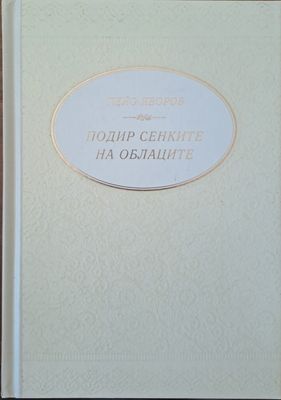 ПЕЙО ЯВОРОВ
ПОДИР СЕНКИТЕ
НА ОБЛАЦИТЕ